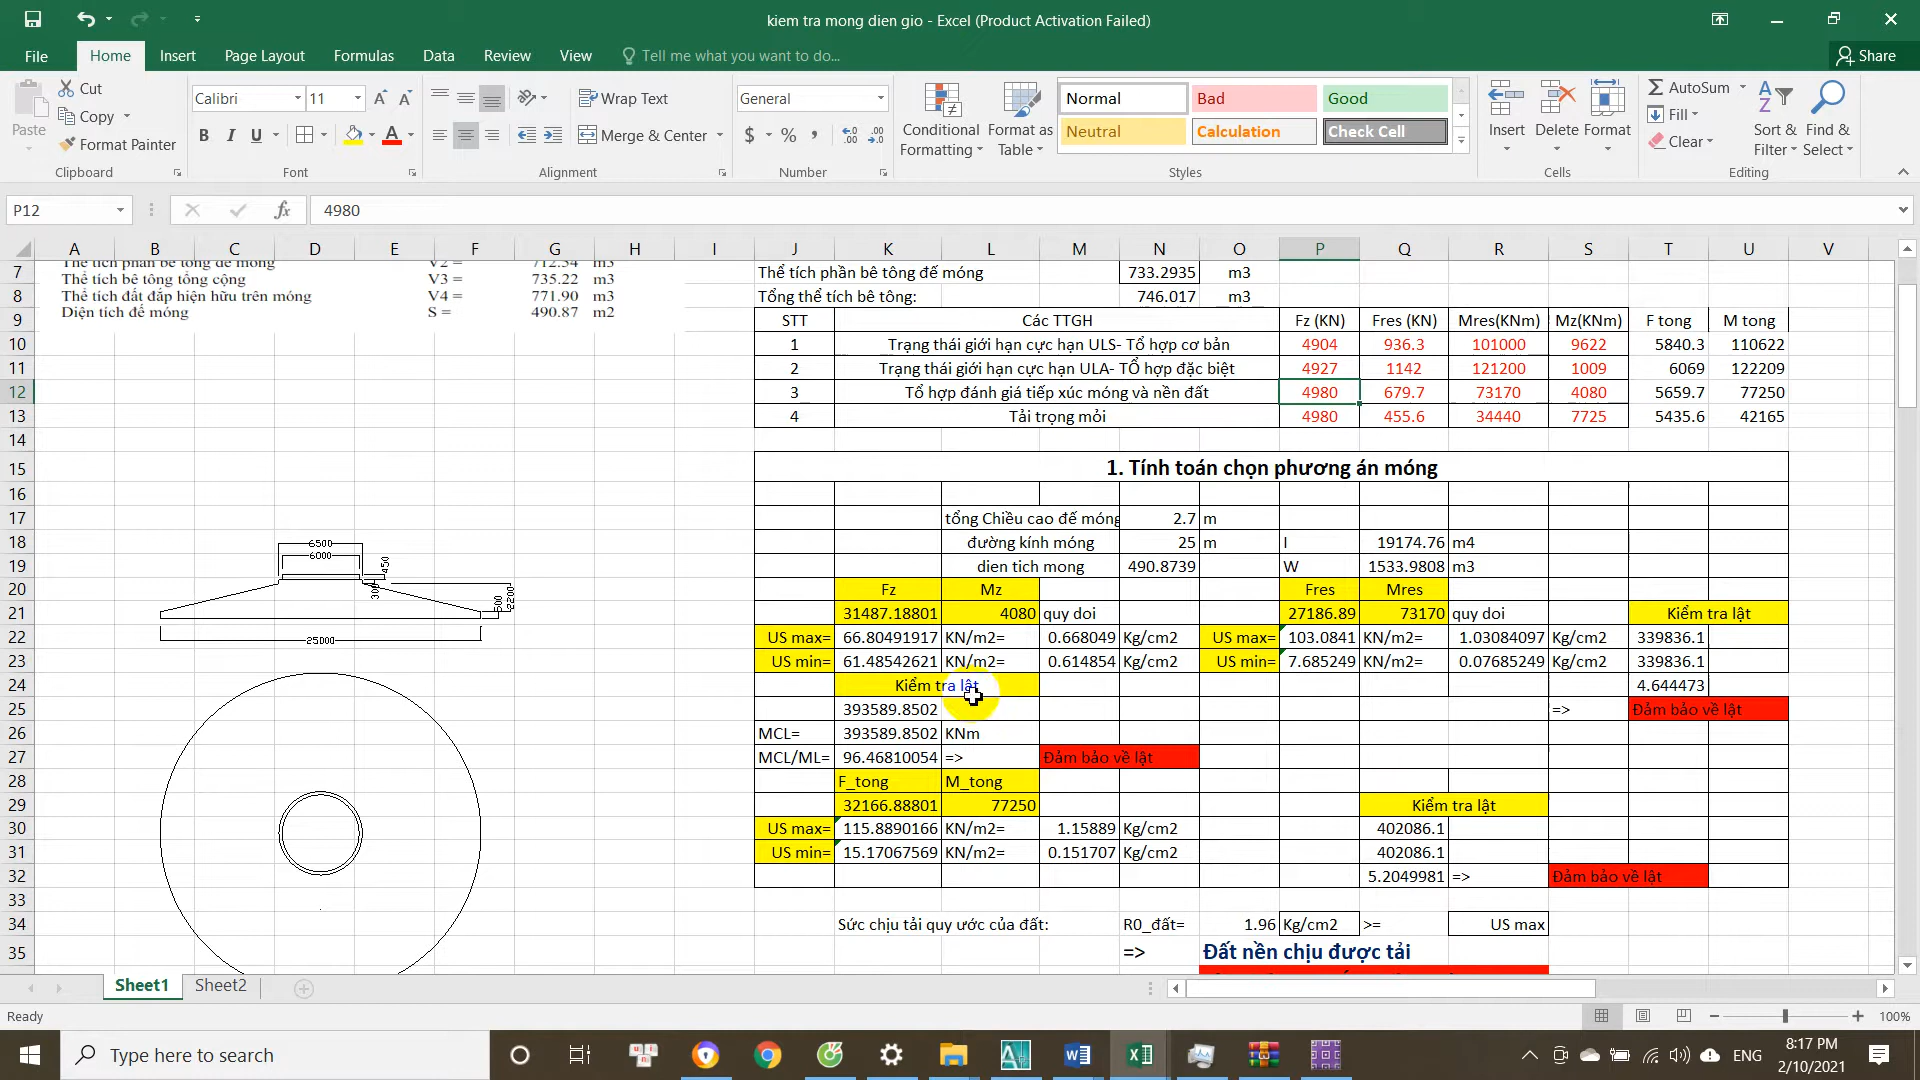 kiem tra mong dien gio - Excel (Product Activation Failed)
File Home Insert Page Layout Formulas Data Review View Tell me what you want to do... Share
Paste Cut Copy Format Painter Clipboard
Calibri 11 Font
Wrap Text Merge & Center Alignment
General $ % , Number
Conditional Formatting Format as Table
Normal Bad Good
Neutral Calculation Check Cell
Styles
Insert Delete Format Cells
AutoSum Fill Clear Sort & Filter Find & Select Editing
P12 fx 4980
A B C D E F G H I J K L M N O P Q R S T U V
Thể tích phần bê tông đế móng V2 = 712.54 m3
Thể tích bê tông tổng cộng V3 = 735.22 m3
Thể tích đất đắp hiện hữu trên móng V4 = 771.90 m3
Diện tích đế móng S = 490.87 m2
7 Thể tích phần bê tông đế móng 733.2935 m3
8 Tổng thể tích bê tông: 746.017 m3
9 STT Các TTGH Fz (KN) Fres (KN) Mres(KNm) Mz(KNm) F tong M tong
10 1 Trạng thái giới hạn cực hạn ULS- Tổ hợp cơ bản 4904 936.3 101000 9622 5840.3 110622
11 2 Trạng thái giới hạn cực hạn ULA- TỔ hợp đặc biệt 4927 1142 121200 1009 6069 122209
12 3 Tổ hợp đánh giá tiếp xúc móng và nền đất 4980 679.7 73170 4080 5659.7 77250
13 4 Tải trọng mỏi 4980 455.6 34440 7725 5435.6 42165
14
15 1. Tính toán chọn phương án móng
16
17 tổng Chiều cao đế móng 2.7 m
18 đường kính móng 25 m I 19174.76 m4
19 dien tich mong 490.8739 W 1533.9808 m3
20 Fz Mz Fres Mres
21 31487.18801 4080 quy doi 27186.89 73170 quy doi Kiểm tra lật
22 US max= 66.80491917 KN/m2= 0.668049 Kg/cm2 US max= 103.0841 KN/m2= 1.03084097 Kg/cm2 339836.1
23 US min= 61.48542621 KN/m2= 0.614854 Kg/cm2 US min= 7.685249 KN/m2= 0.07685249 Kg/cm2 339836.1
24 Kiểm tra lật 4.644473
25 393589.8502 => Đảm bảo về lật
26 MCL= 393589.8502 KNm
27 MCL/ML= 96.46810054 => Đảm bảo về lật
28 F_tong M_tong
29 32166.88801 77250 Kiểm tra lật
30 US max= 115.8890166 KN/m2= 1.15889 Kg/cm2 402086.1
31 US min= 15.17067569 KN/m2= 0.151707 Kg/cm2 402086.1
32 5.2049981 => Đảm bảo về lật
33
34 Sức chịu tải quy ước của đất: R0_đất= 1.96 Kg/cm2 >= US max
35 => Đất nền chịu được tải
6500
6000
450
300
500
2200
25000
Sheet1 Sheet2
Ready 100%
Type here to search
ENG 8:17 PM
2/10/2021